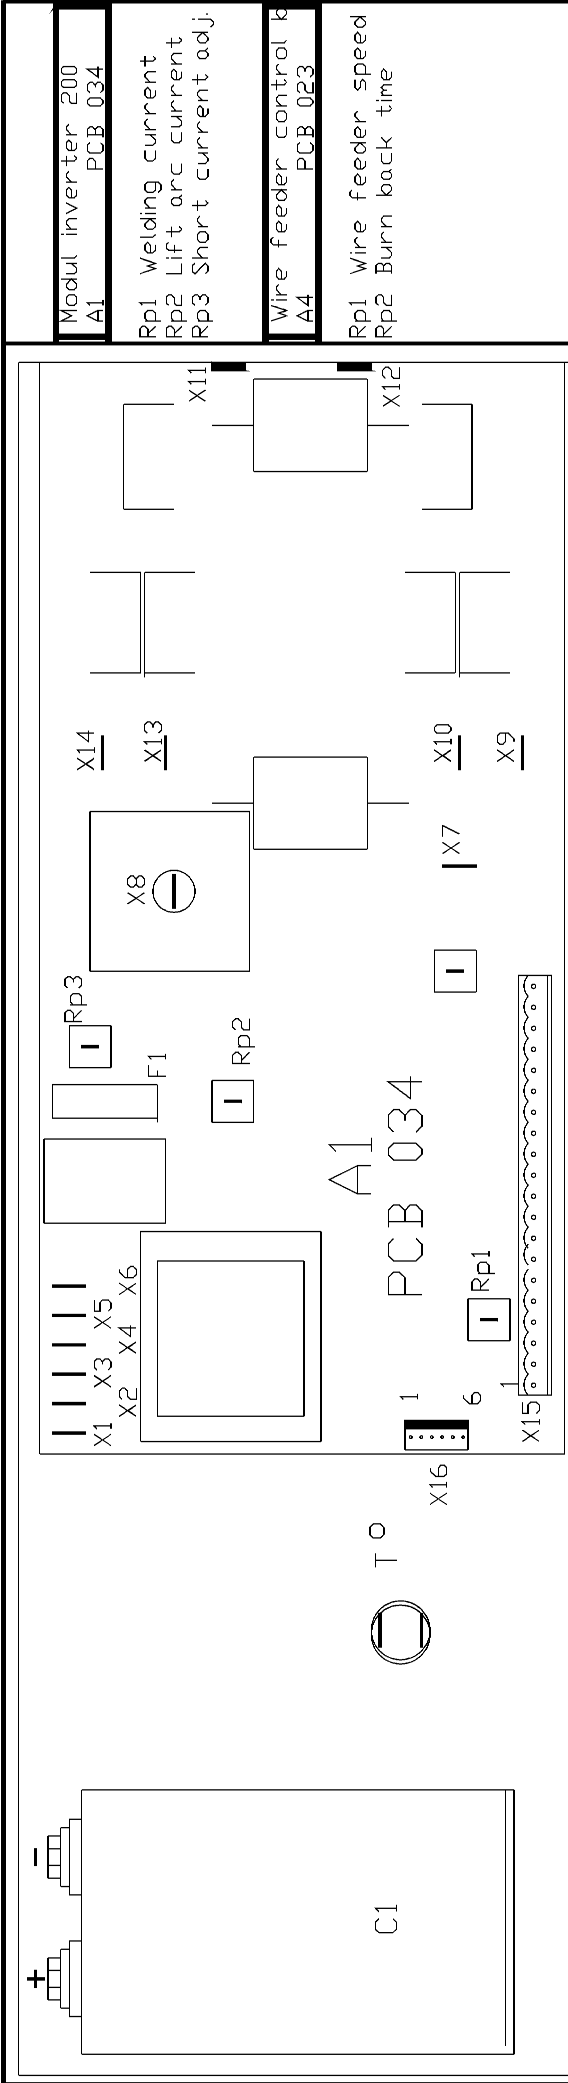 Modul inverter 200
A1 PCB 034
Rp1 Welding current
Rp2 Lift arc current
Rp3 Short current adj.
Wire feeder control b
A4 PCB 023
Rp1 Wire feeder speed
Rp2 Burn back time
X11
X12
X14
X13
X10
X9
X7
X8
Rp3
F1
Rp2
A1
PCB 034
Rp1
X6
X5
X4
X3
X2
X1
1
6
X16
1
X15
T°
-
+
C1